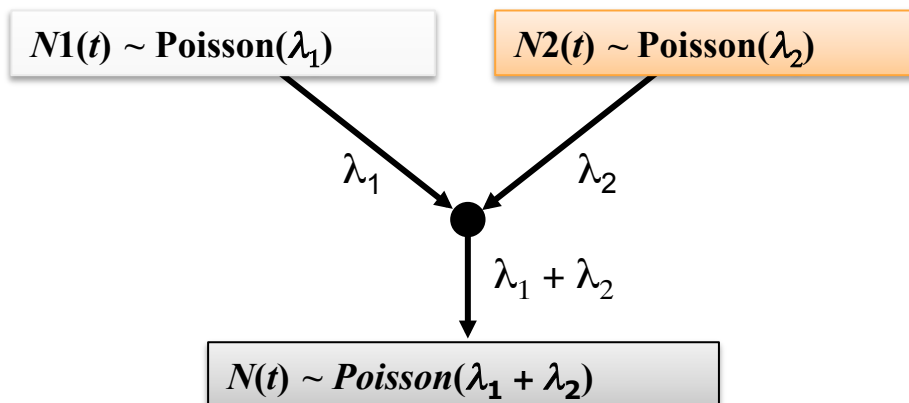 N1(t) ~ Poisson(λ₁)
N2(t) ~ Poisson(λ₂)
λ₁
λ₂
λ₁ + λ₂
N(t) ~ Poisson(λ₁ + λ₂)